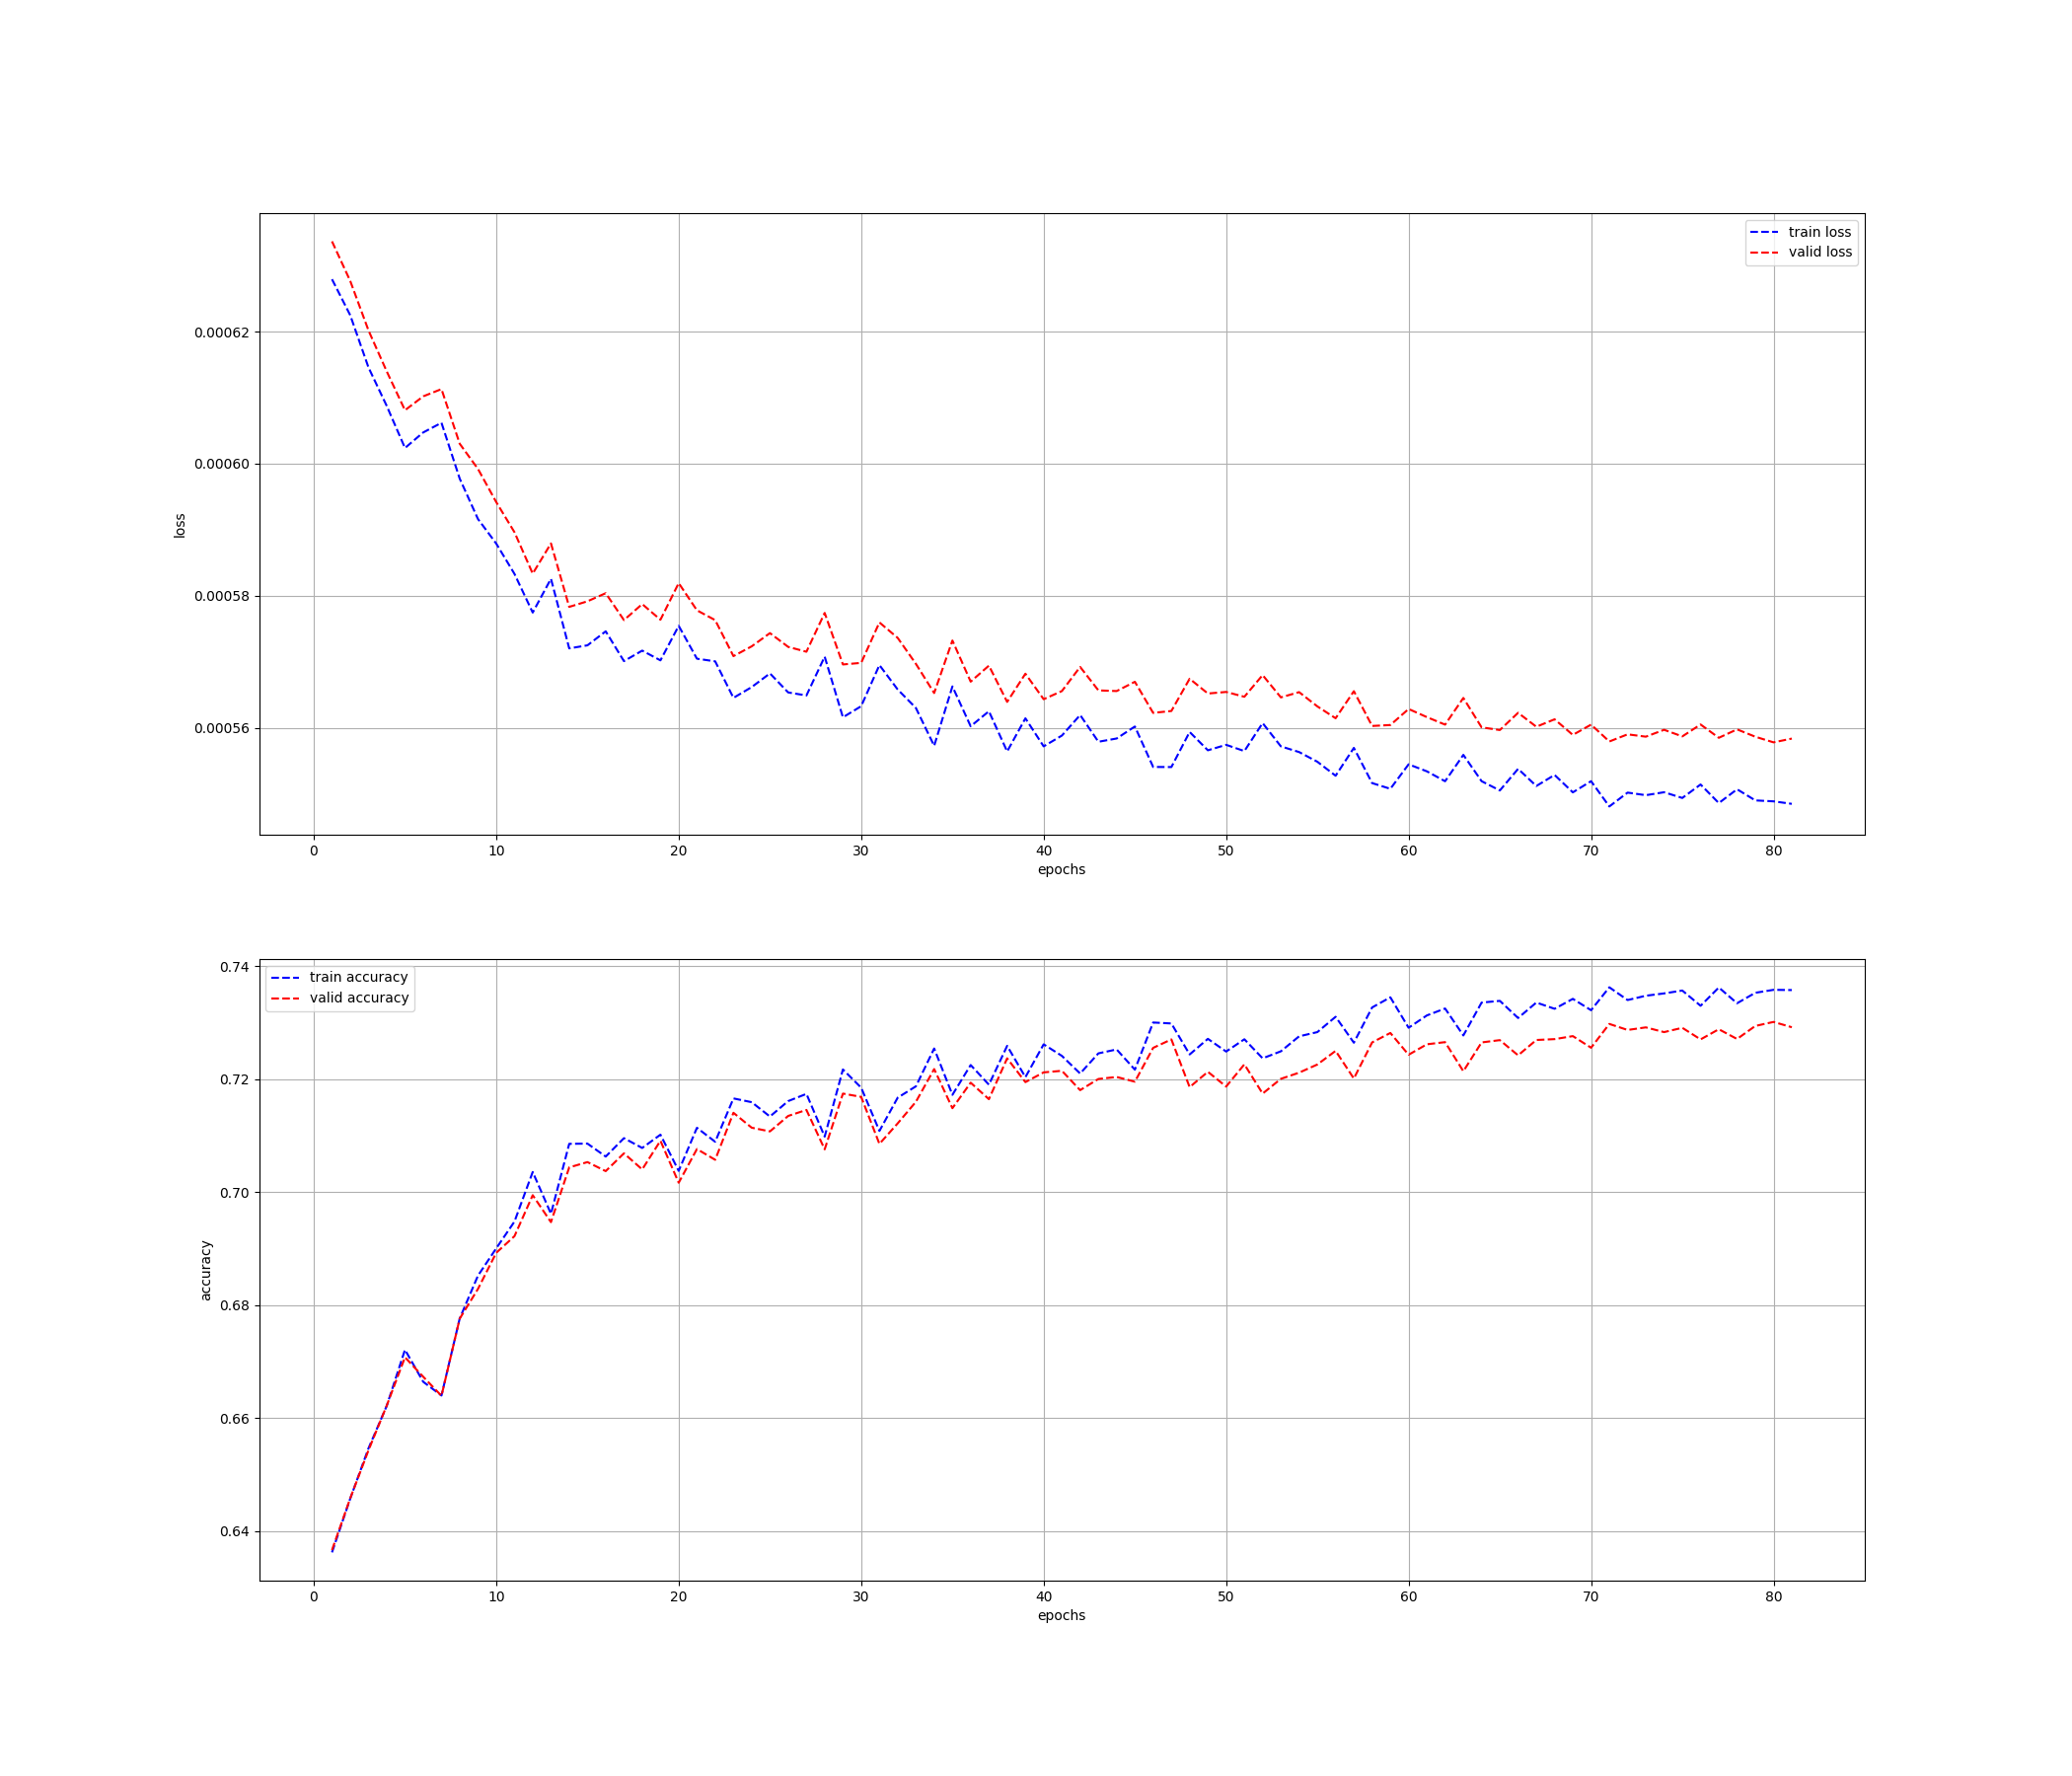 train loss
valid loss
0.00062
0.00060
0.00058
0.00056
loss
0 10 20 30 40 50 60 70 80
epochs
train accuracy
valid accuracy
0.74
0.72
0.70
0.68
0.66
0.64
accuracy
0 10 20 30 40 50 60 70 80
epochs